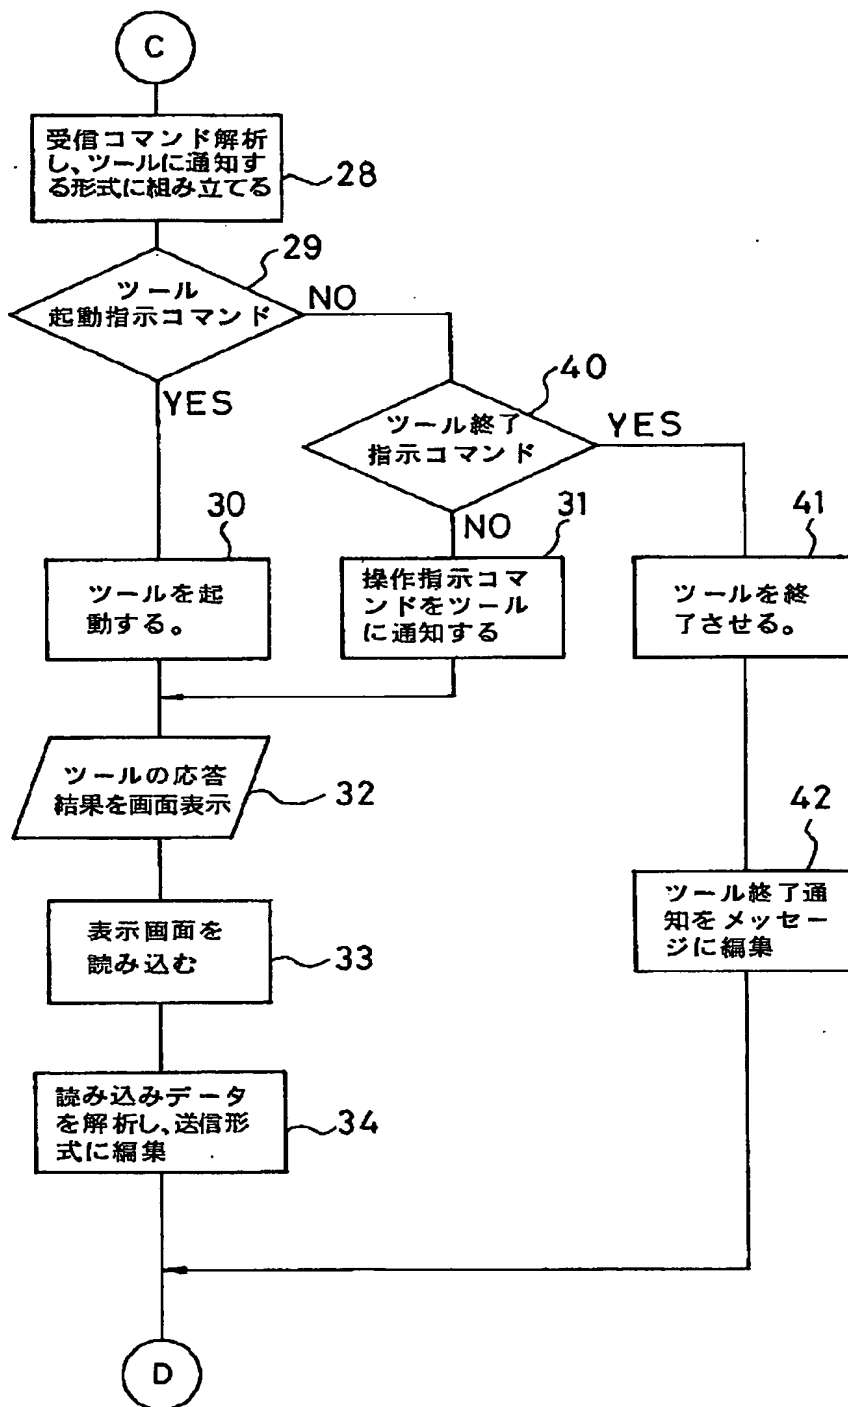 C
受信コマンド解析
し、ツールに通知す
る形式に組み立てる
28
29
ツール
起動指示コマンド
NO
YES
40
ツール終了
指示コマンド
YES
NO
30
ツールを起
動する。
31
操作指示コマ
ンドをツール
に通知する
41
ツールを終
了させる。
ツールの応答
結果を画面表示
32
42
ツール終了通
知をメッセー
ジに編集
表示画面を
読み込む
33
読み込みデータ
を解析し、送信形
式に編集
34
D